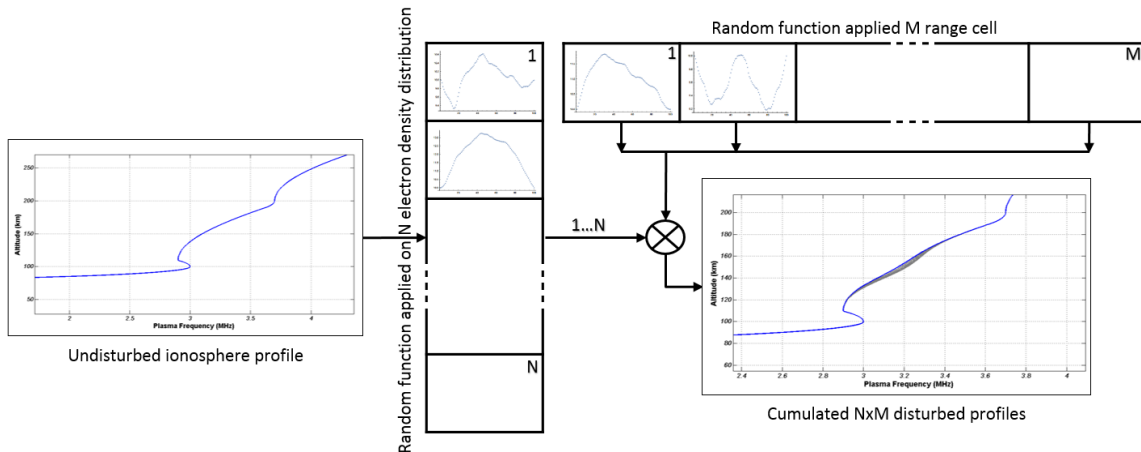 Random function applied M range cell
1
M
1
N
Random function applied on N electron density distribution
1...N
250
200
150
100
50
Altitude (km)
2
2.5
3
3.5
4
Plasma Frequency (MHz)
Undisturbed ionosphere profile
200
180
160
140
120
100
80
60
Altitude (km)
2.4
2.6
2.8
3
3.2
3.4
3.6
3.8
4
Plasma Frequency (MHz)
Cumulated NxM disturbed profiles